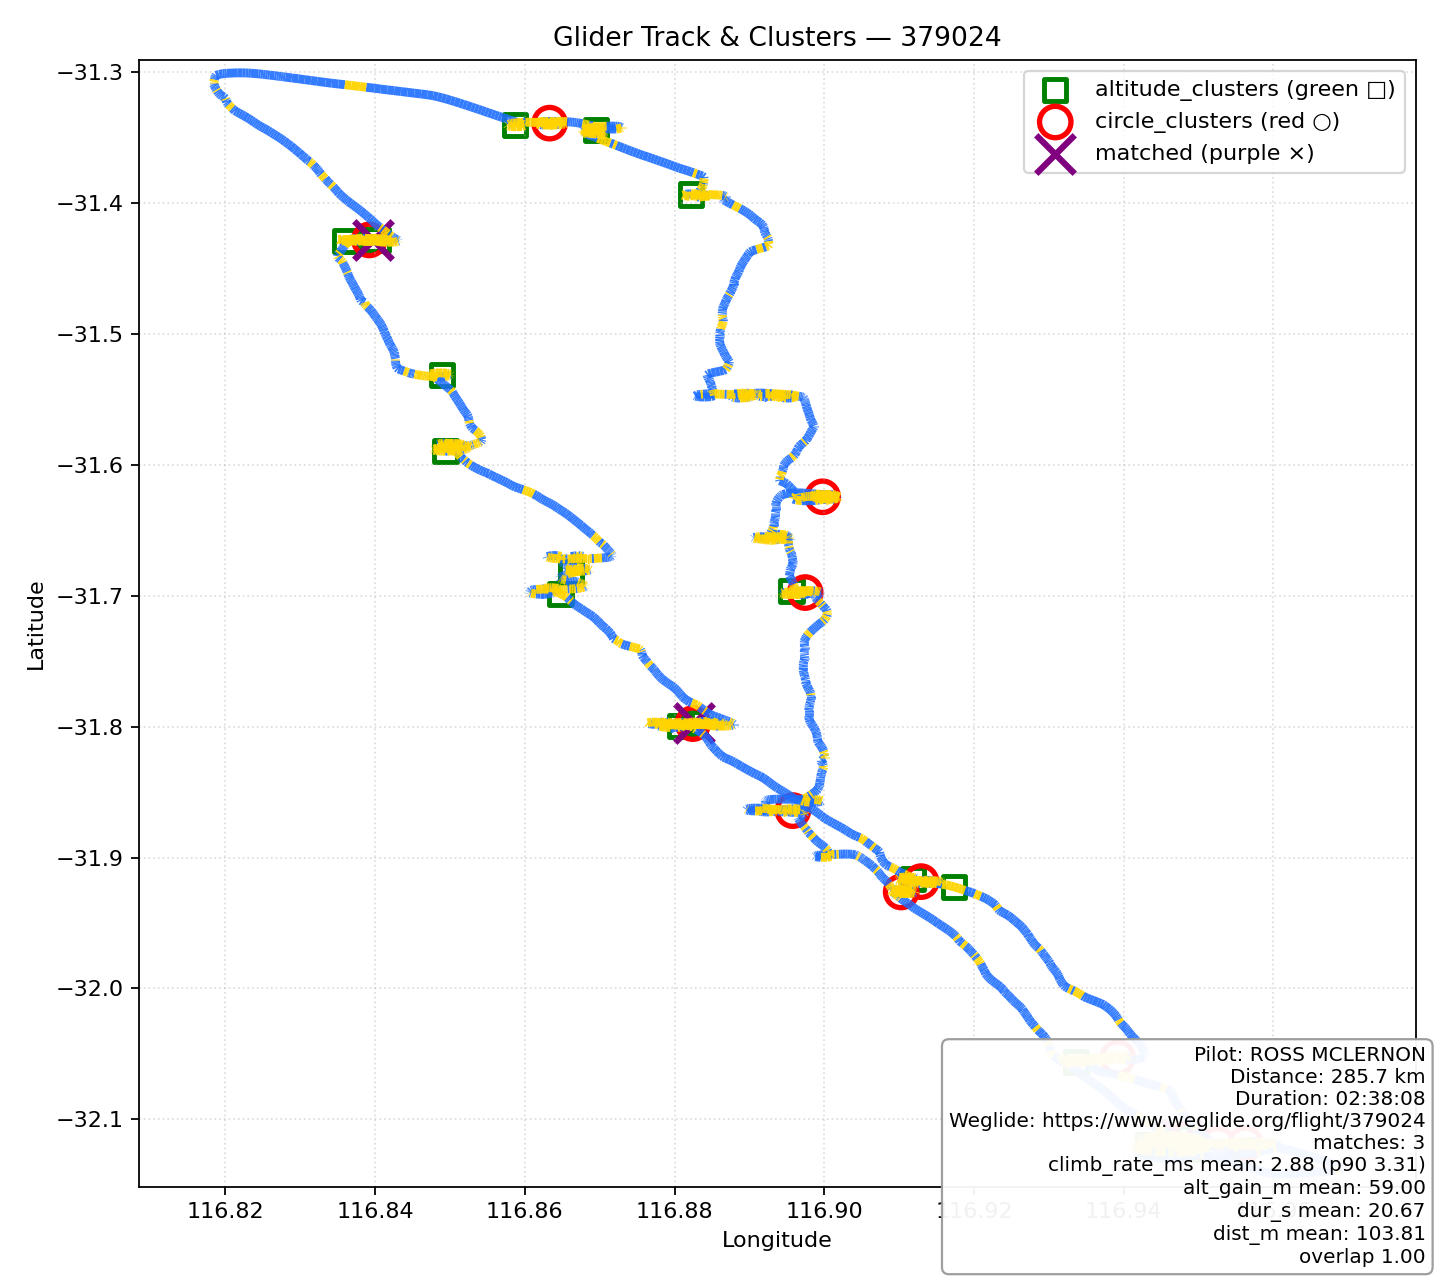 Glider Track & Clusters — 379024
altitude_clusters (green □)
circle_clusters (red ○)
matched (purple ×)
−31.3
−31.4
−31.5
−31.6
−31.7
−31.8
−31.9
−32.0
−32.1
Latitude
116.82
116.84
116.86
116.88
116.90
116.92
116.94
Longitude
Pilot: ROSS MCLERNON
Distance: 285.7 km
Duration: 02:38:08
Weglide: https://www.weglide.org/flight/379024
matches: 3
climb_rate_ms mean: 2.88 (p90 3.31)
alt_gain_m mean: 59.00
dur_s mean: 20.67
dist_m mean: 103.81
overlap 1.00